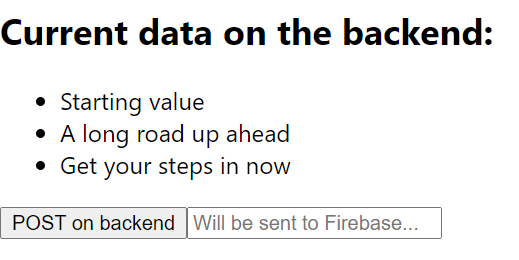 Current data on the backend:
Starting value
A long road up ahead
Get your steps in now
POST on backend Will be sent to Firebase...